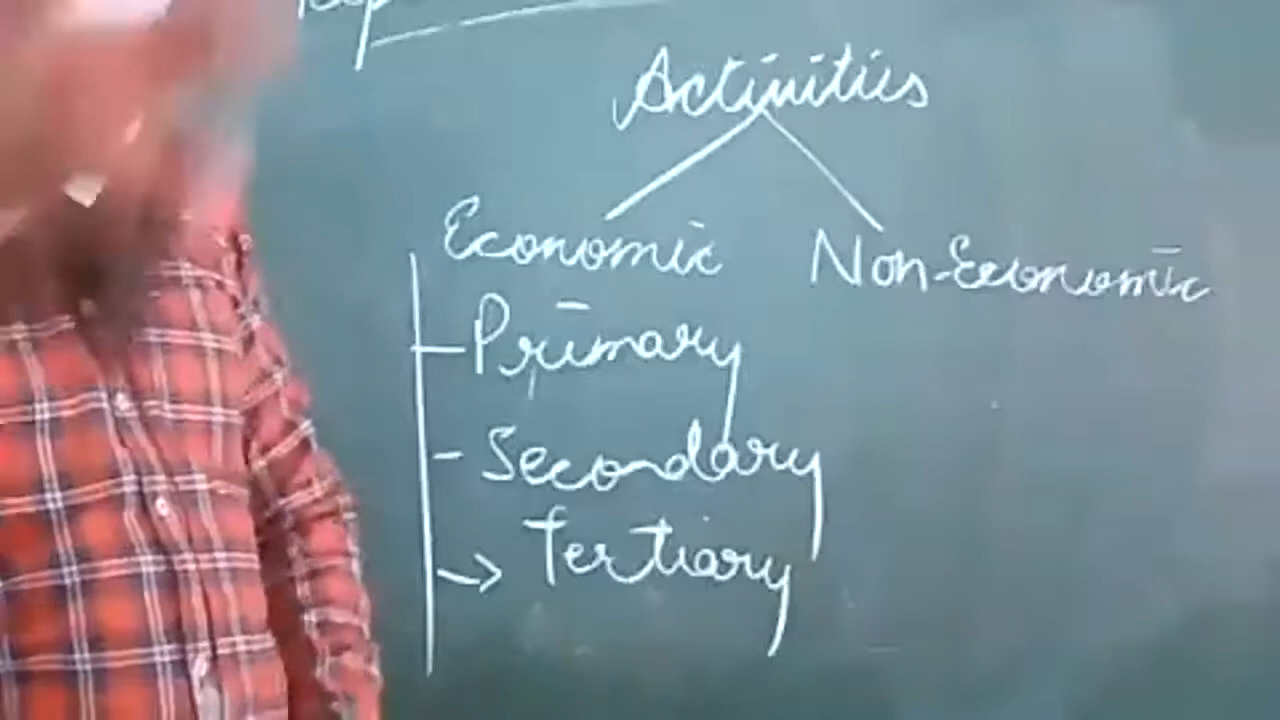 Activities
Economic Non-Economic
- Primary
- Secondary
→ Tertiary